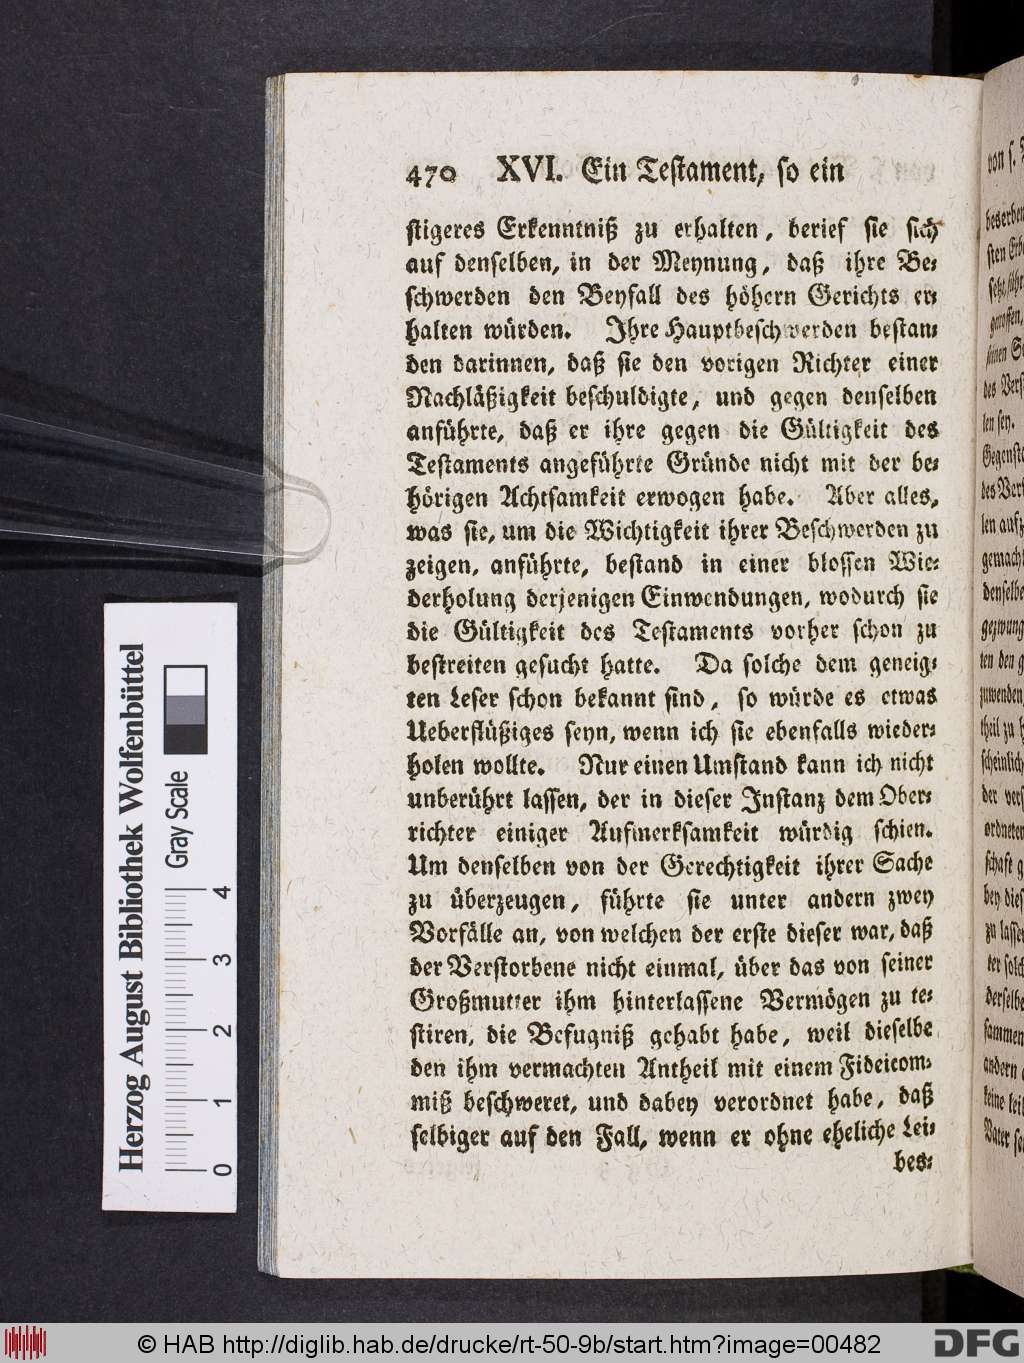 470 XVI. Ein Testament, so ein
stigeres Erkenntniß zu erhalten, berief sie sich
auf denselben, in der Meynung, daß ihre Be⸗
schwerden den Beyfall des höhern Gerichts er⸗
halten würden. Ihre Hauptbeschwerden bestan⸗
den darinnen, daß sie den vorigen Richter einer
Nachläßigkeit beschuldigte, und gegen denselben
anführte, daß er ihre gegen die Gültigkeit des
Testaments angeführte Gründe nicht mit der be⸗
hörigen Achtsamkeit erwogen habe. Aber alles,
was sie, um die Wichtigkeit ihrer Beschwerden zu
zeigen, anführte, bestand in einer blossen Wie⸗
derholung derjenigen Einwendungen, wodurch sie
die Gültigkeit des Testaments vorher schon zu
bestreiten gesucht hatte. Da solche dem geneig⸗
ten Leser schon bekannt sind, so würde es etwas
Ueberflüßiges seyn, wenn ich sie ebenfalls wieder⸗
holen wollte. Nur einen Umstand kann ich nicht
unberührt lassen, der in dieser Instanz dem Ober⸗
richter einiger Aufmerksamkeit würdig schien.
Um denselben von der Gerechtigkeit ihrer Sache
zu überzeugen, führte sie unter andern zwey
Vorfälle an, von welchen der erste dieser war, daß
der Verstorbene nicht einmal, über das von seiner
Großmutter ihm hinterlassene Vermögen zu te⸗
stiren, die Befugniß gehabt habe, weil dieselbe
den ihm vermachten Antheil mit einem Fideicom⸗
miß beschweret, und dabey verordnet habe, daß
selbiger auf den Fall, wenn er ohne eheliche Lei⸗
bes⸗
Herzog August Bibliothek Wolfenbüttel
Gray Scale
0 1 2 3 4
© HAB http://diglib.hab.de/drucke/rt-50-9b/start.htm?image=00482
DFG